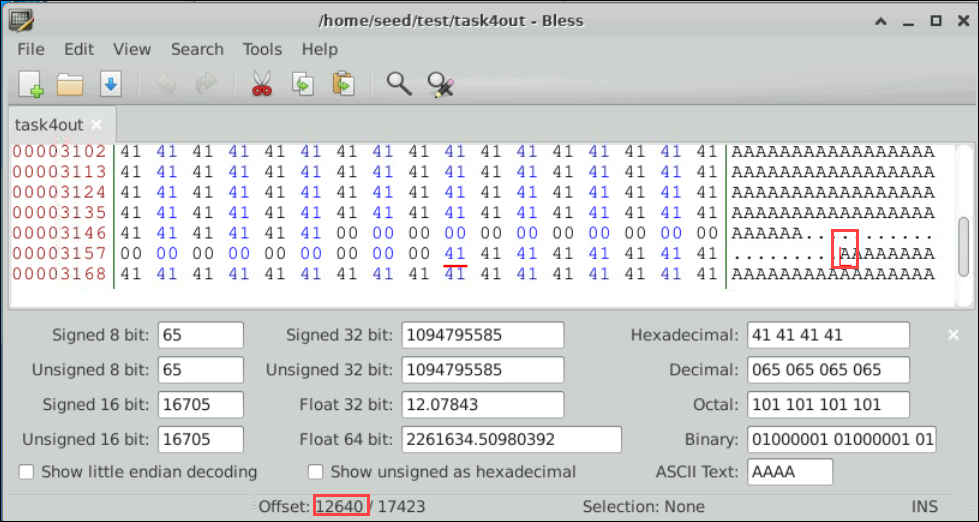 /home/seed/test/task4out - Bless
File Edit View Search Tools Help
task4out
00003102 41 41 41 41 41 41 41 41 41 41 41 41 41 41 41 41 41 AAAAAAAAAAAAAAAAA
00003113 41 41 41 41 41 41 41 41 41 41 41 41 41 41 41 41 41 AAAAAAAAAAAAAAAAA
00003124 41 41 41 41 41 41 41 41 41 41 41 41 41 41 41 41 41 AAAAAAAAAAAAAAAAA
00003135 41 41 41 41 41 41 41 41 41 41 41 41 41 41 41 41 41 AAAAAAAAAAAAAAAAA
00003146 41 41 41 41 41 41 00 00 00 00 00 00 00 00 00 00 00 AAAAAA...........
00003157 00 00 00 00 00 00 00 00 00 41 41 41 41 41 41 41 41 .........AAAAAAAA
00003168 41 41 41 41 41 41 41 41 41 41 41 41 41 41 41 41 41 AAAAAAAAAAAAAAAAA
Signed 8 bit: 65 Signed 32 bit: 1094795585 Hexadecimal: 41 41 41 41
Unsigned 8 bit: 65 Unsigned 32 bit: 1094795585 Decimal: 065 065 065 065
Signed 16 bit: 16705 Float 32 bit: 12.07843 Octal: 101 101 101 101
Unsigned 16 bit: 16705 Float 64 bit: 2261634.50980392 Binary: 01000001 01000001 01
Show little endian decoding Show unsigned as hexadecimal ASCII Text: AAAA
Offset: 12640 / 17423 Selection: None INS